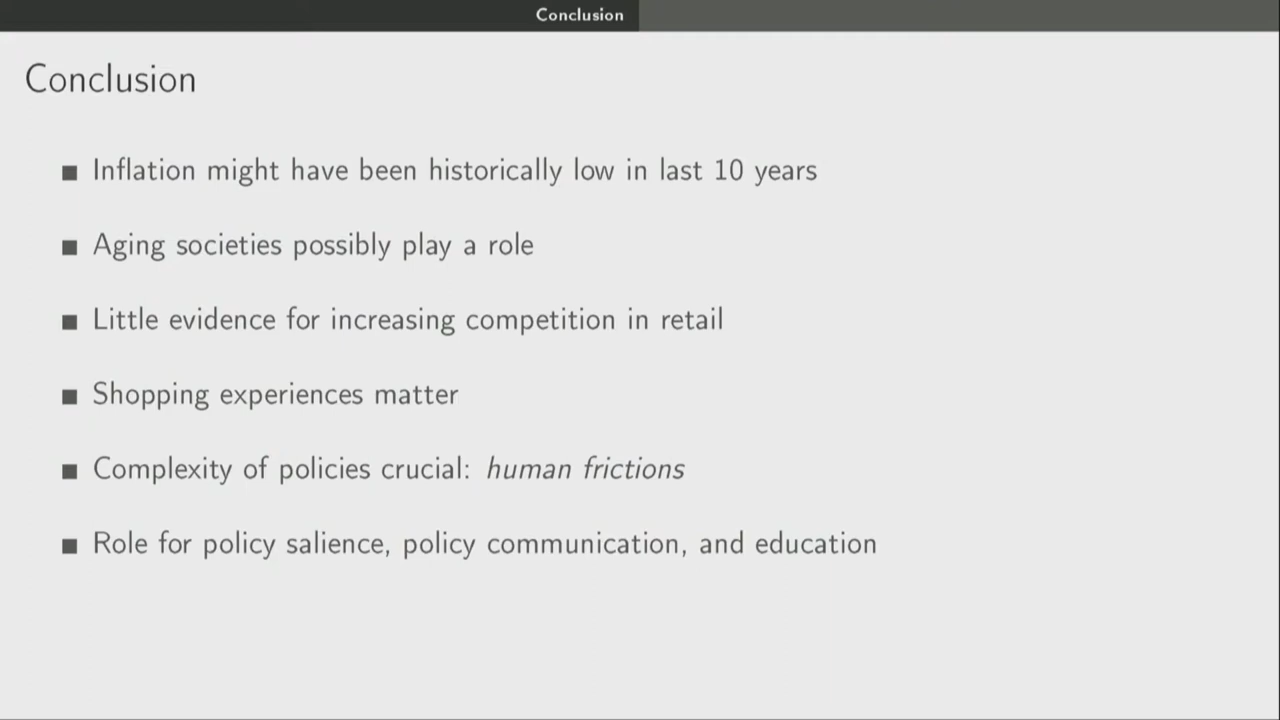 Conclusion
Conclusion
Inflation might have been historically low in last 10 years
Aging societies possibly play a role
Little evidence for increasing competition in retail
Shopping experiences matter
Complexity of policies crucial: human frictions
Role for policy salience, policy communication, and education